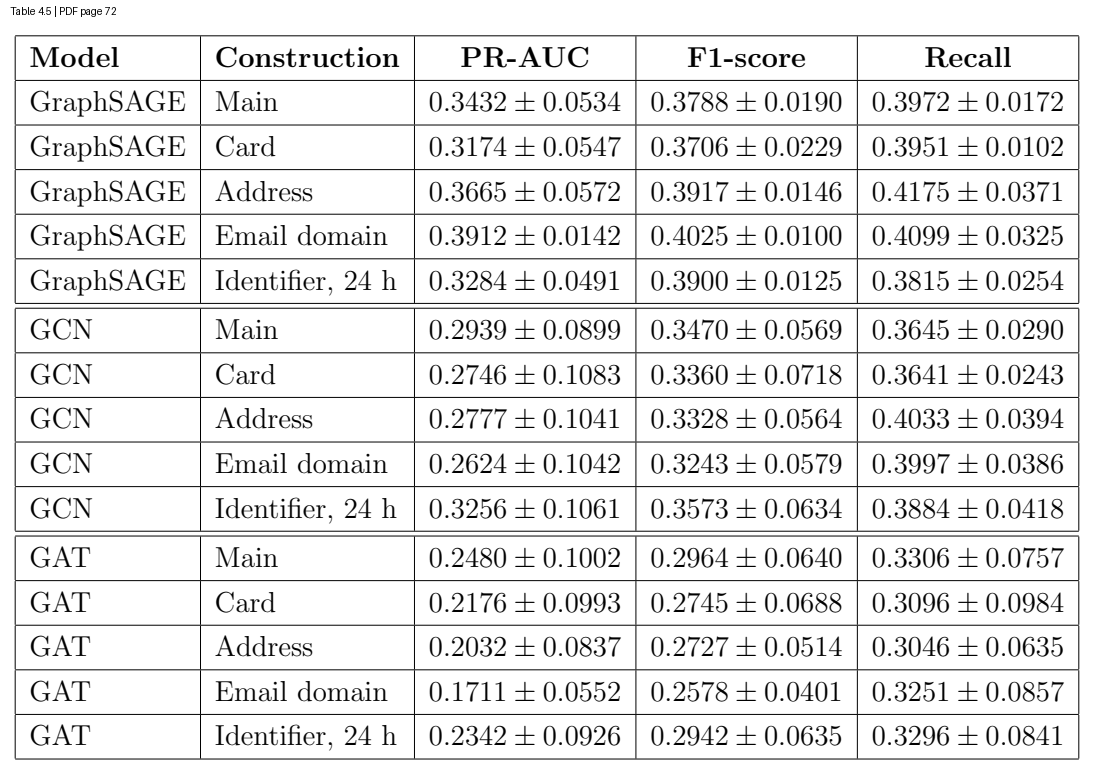 Table 4.5 | PDF page 72
Model Construction PR-AUC F1-score Recall
GraphSAGE Main 0.3432 ± 0.0534 0.3788 ± 0.0190 0.3972 ± 0.0172
GraphSAGE Card 0.3174 ± 0.0547 0.3706 ± 0.0229 0.3951 ± 0.0102
GraphSAGE Address 0.3665 ± 0.0572 0.3917 ± 0.0146 0.4175 ± 0.0371
GraphSAGE Email domain 0.3912 ± 0.0142 0.4025 ± 0.0100 0.4099 ± 0.0325
GraphSAGE Identifier, 24 h 0.3284 ± 0.0491 0.3900 ± 0.0125 0.3815 ± 0.0254
GCN Main 0.2939 ± 0.0899 0.3470 ± 0.0569 0.3645 ± 0.0290
GCN Card 0.2746 ± 0.1083 0.3360 ± 0.0718 0.3641 ± 0.0243
GCN Address 0.2777 ± 0.1041 0.3328 ± 0.0564 0.4033 ± 0.0394
GCN Email domain 0.2624 ± 0.1042 0.3243 ± 0.0579 0.3997 ± 0.0386
GCN Identifier, 24 h 0.3256 ± 0.1061 0.3573 ± 0.0634 0.3884 ± 0.0418
GAT Main 0.2480 ± 0.1002 0.2964 ± 0.0640 0.3306 ± 0.0757
GAT Card 0.2176 ± 0.0993 0.2745 ± 0.0688 0.3096 ± 0.0984
GAT Address 0.2032 ± 0.0837 0.2727 ± 0.0514 0.3046 ± 0.0635
GAT Email domain 0.1711 ± 0.0552 0.2578 ± 0.0401 0.3251 ± 0.0857
GAT Identifier, 24 h 0.2342 ± 0.0926 0.2942 ± 0.0635 0.3296 ± 0.0841